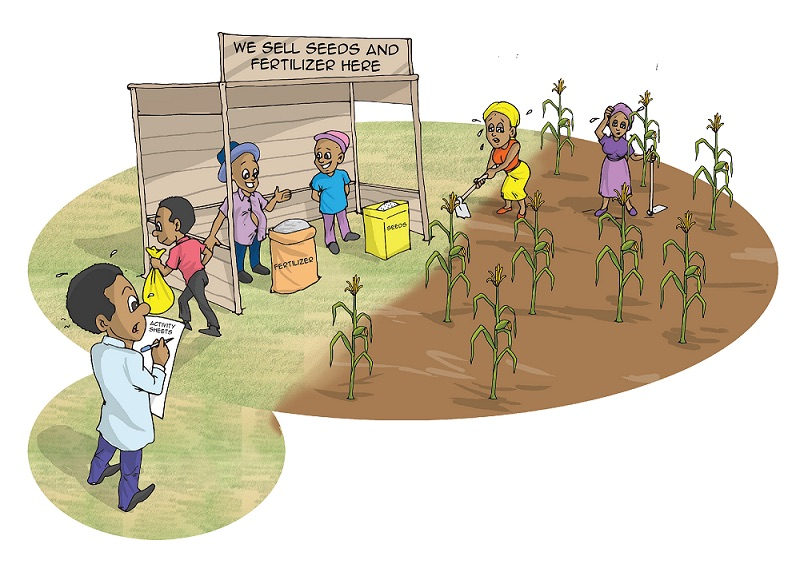 WE SELL SEEDS AND
FERTILIZER HERE
FERTILIZER
SEEDS
ACTIVITY
SHEETS